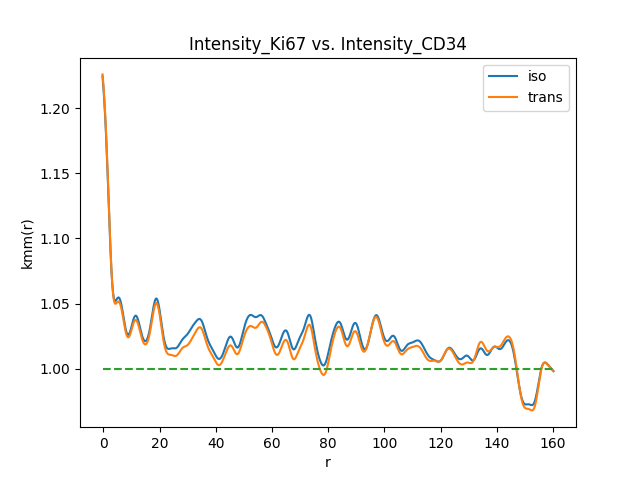 Intensity_Ki67 vs. Intensity_CD34
iso
trans
kmm(r)
1.20
1.15
1.10
1.05
1.00
0 20 40 60 80 100 120 140 160
r